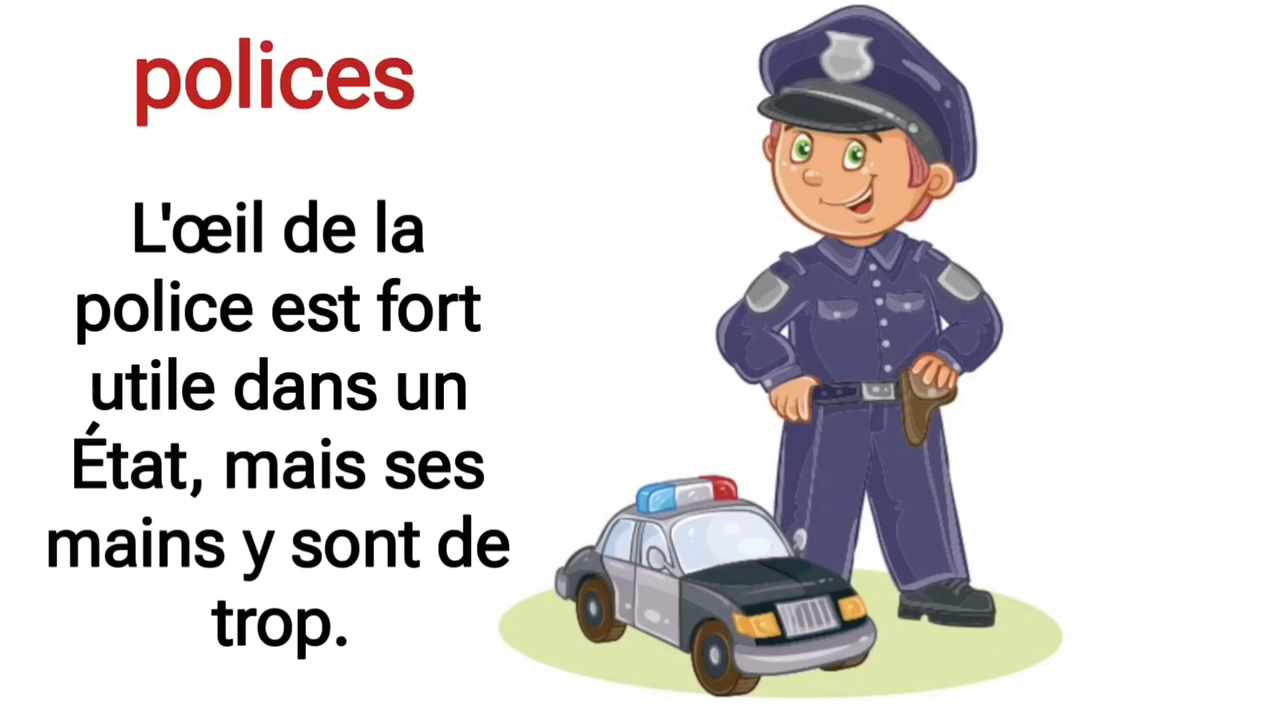 polices
L'œil de la
police est fort
utile dans un
État, mais ses
mains y sont de
trop.